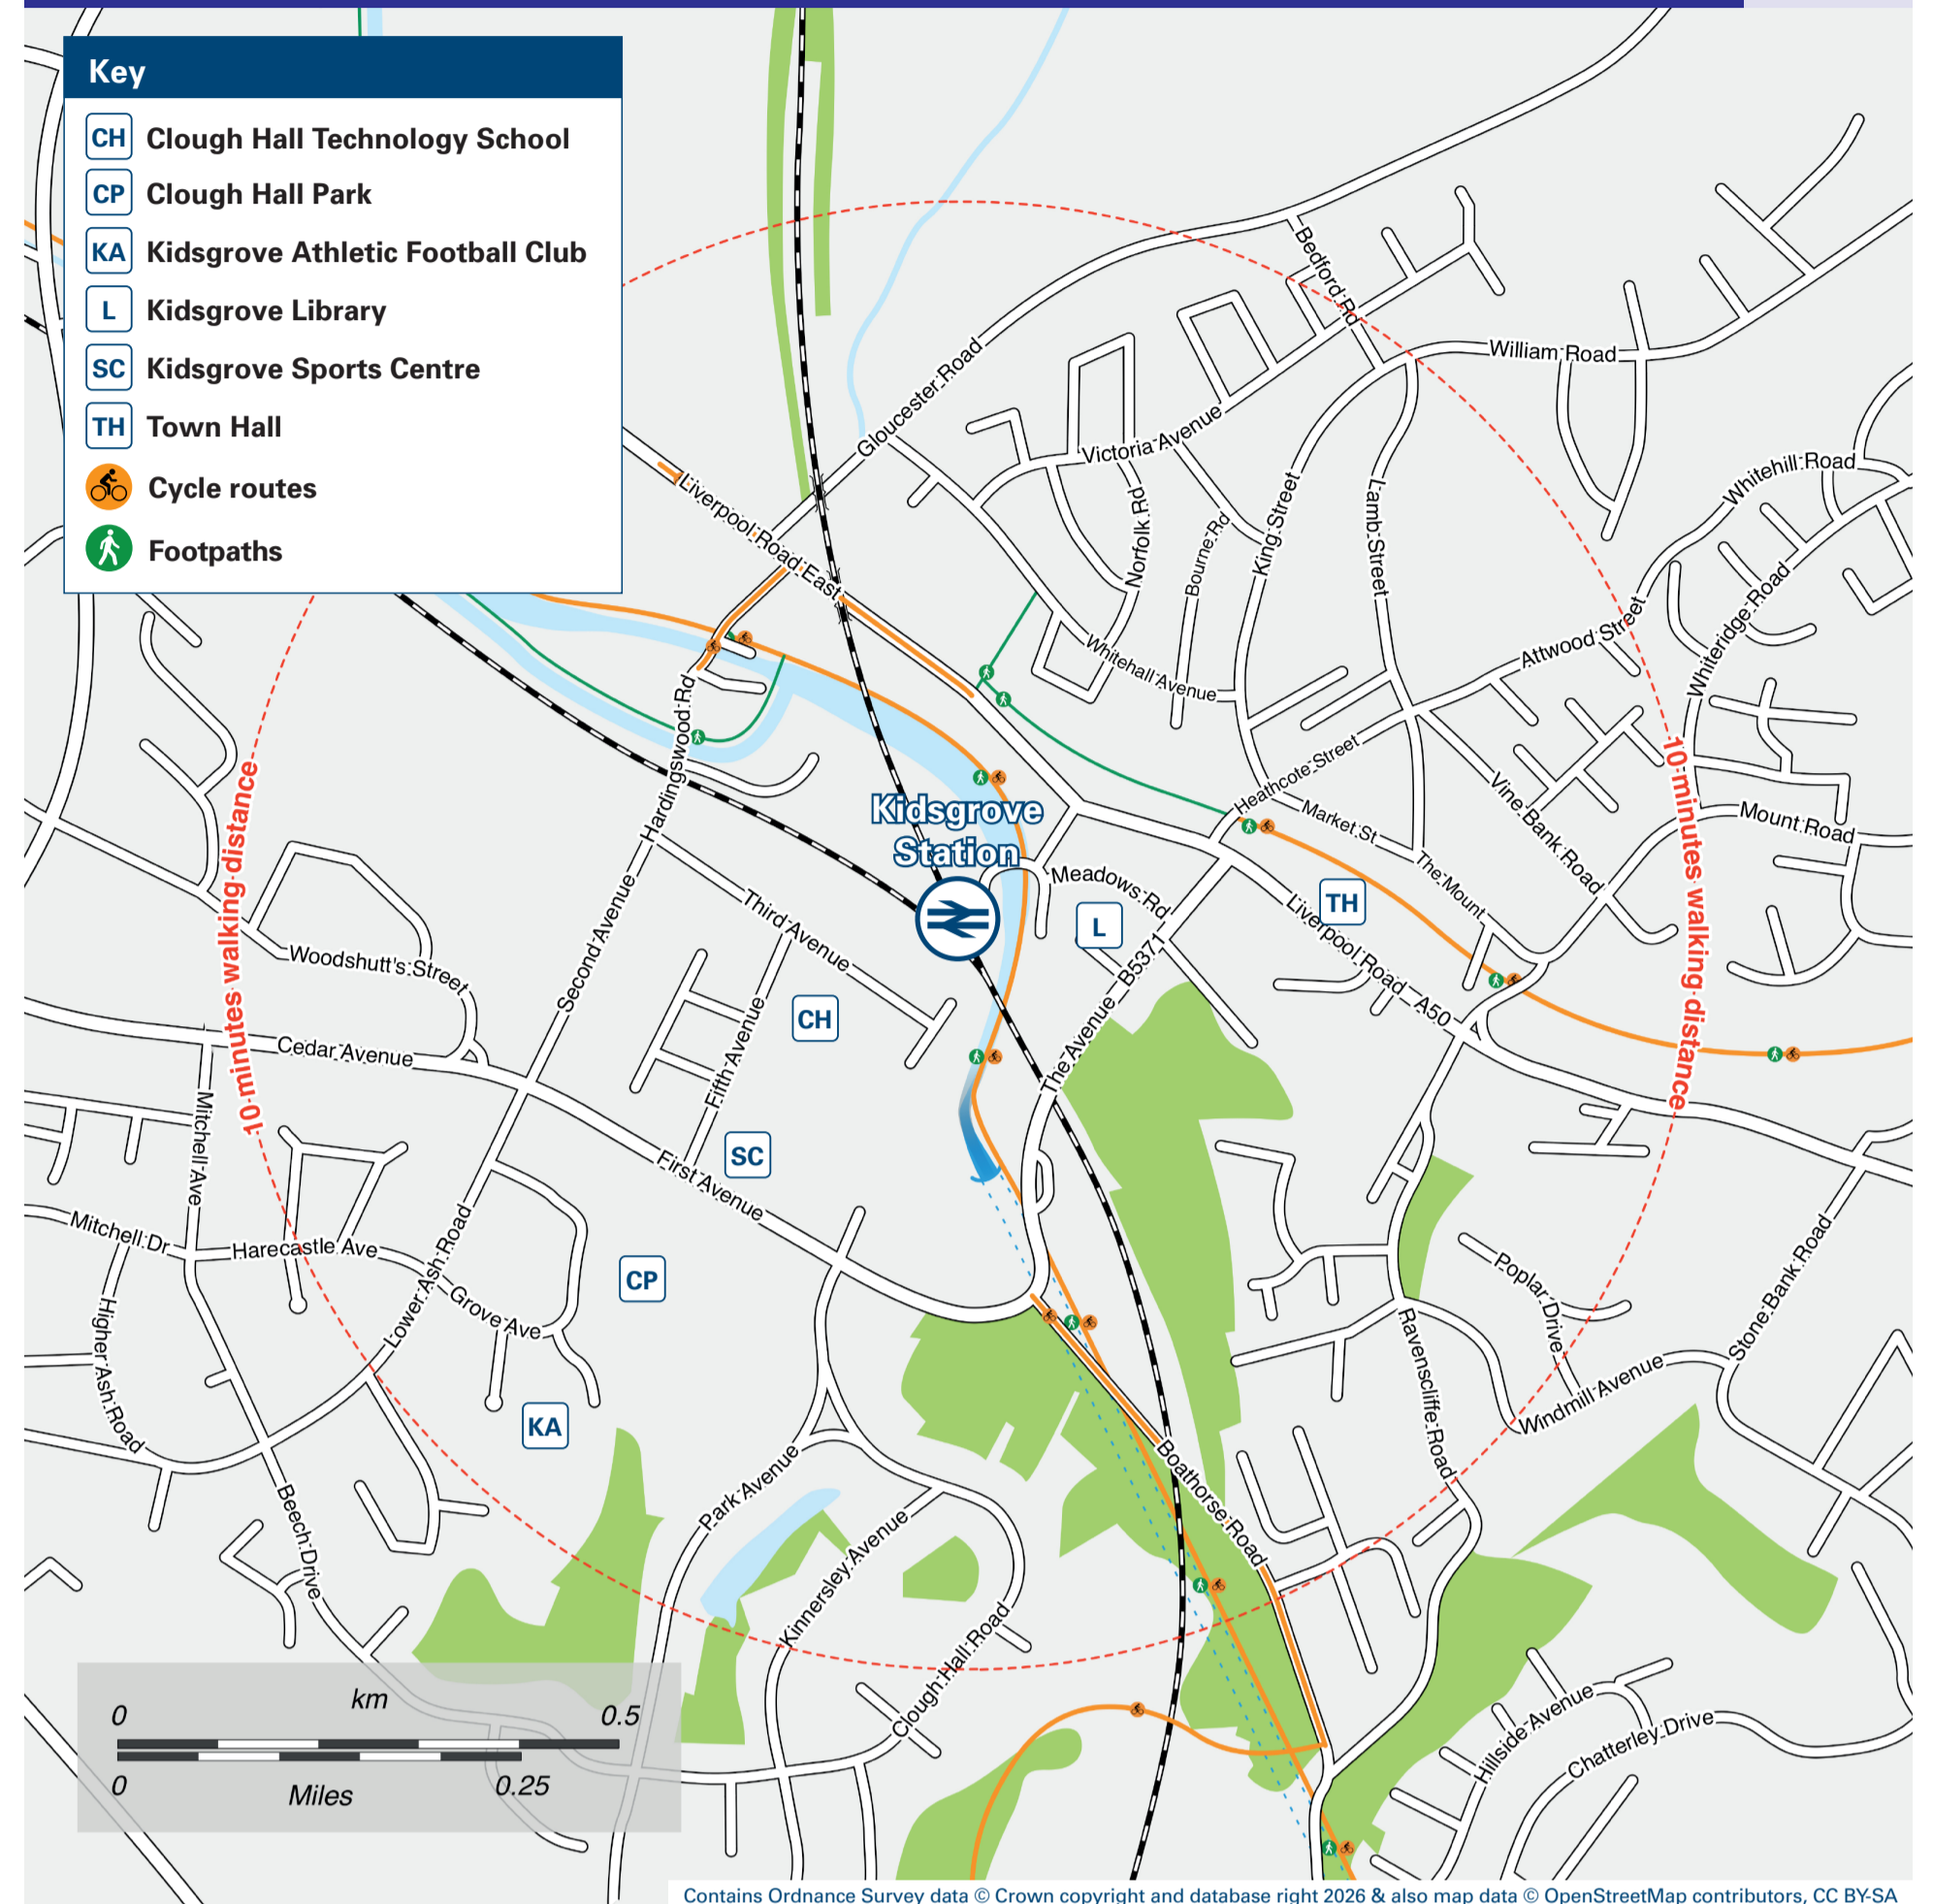 Key
CH Clough Hall Technology School
CP Clough Hall Park
KA Kidsgrove Athletic Football Club
L Kidsgrove Library
SC Kidsgrove Sports Centre
TH Town Hall
Cycle routes
Footpaths
Bedford Rd
William Road
Gloucester Road
Victoria Avenue
Whitehill Road
Liverpool Road East
Norfolk Rd
Bourne Rd
King Street
Lamb Street
Whiteridge Road
Attwood Street
Whitehall Avenue
Hardingswood Rd
Heathcote Street
Market St
Vine Bank Road
Mount Road
10 minutes walking distance
10 minutes walking distance
Kidsgrove
Station
The Mount
Meadows Rd
TH
L
Liverpool Road A50
Third Avenue
Second Avenue
Woodshutt's Street
The Avenue B5371
CH
Cedar Avenue
Fifth Avenue
Mitchell Ave
SC
First Avenue
Mitchell Dr
Harecastle Ave
Lower Ash Road
CP
Grove Ave
Poplar Drive
Stone Bank Road
Higher Ash Road
Ravenscliffe Road
Windmill Avenue
KA
Park Avenue
Boathorse Road
Beech Drive
Kinnersley Avenue
Clough Hall Road
Hillside Avenue
Chatterley Drive
km
0 0.5
0 0.25
Miles
Contains Ordnance Survey data © Crown copyright and database right 2026 & also map data © OpenStreetMap contributors, CC BY-SA